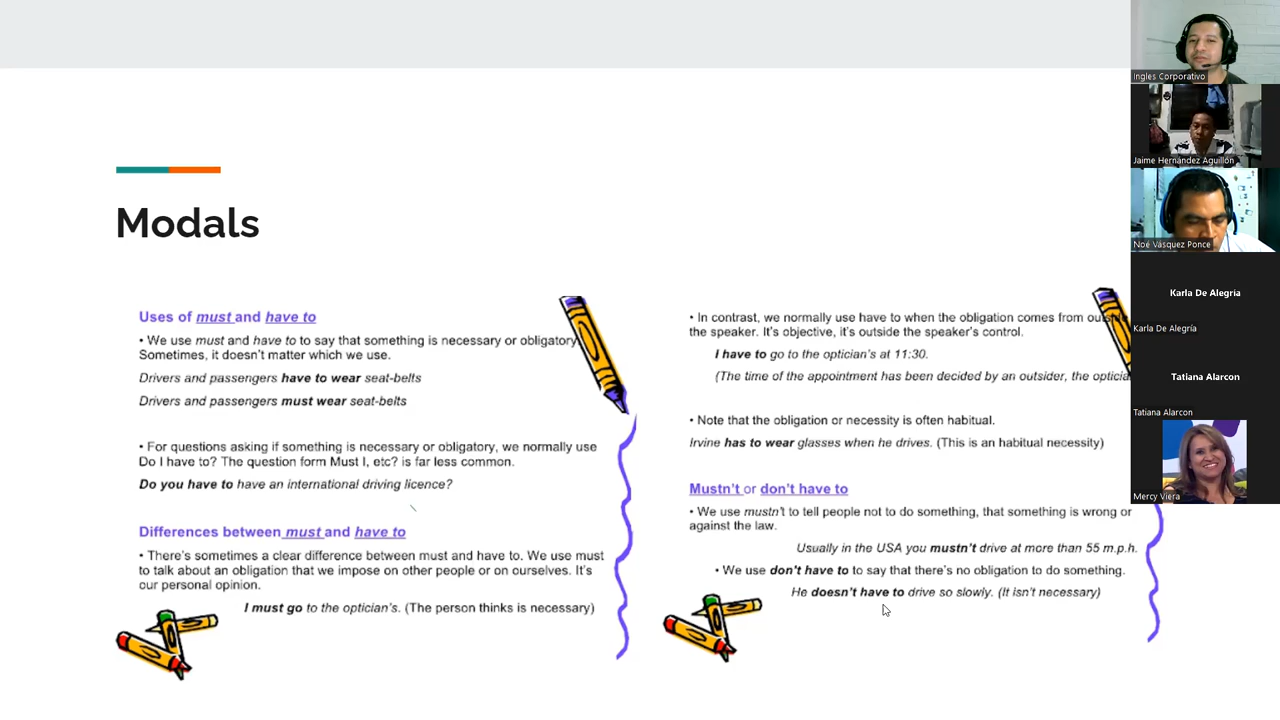 Modals
Uses of must and have to
• We use must and have to to say that something is necessary or obligatory
Sometimes, it doesn't matter which we use.
Drivers and passengers have to wear seat-belts
Drivers and passengers must wear seat-belts
• For questions asking if something is necessary or obligatory, we normally use
Do I have to? The question form Must I, etc? is far less common.
Do you have to have an international driving licence?
Differences between must and have to
• There's sometimes a clear difference between must and have to. We use must
to talk about an obligation that we impose on other people or on ourselves. It's
our personal opinion.
I must go to the optician's. (The person thinks is necessary)
• In contrast, we normally use have to when the obligation comes from outside
the speaker. It's objective, it's outside the speaker's control.
I have to go to the optician's at 11:30.
(The time of the appointment has been decided by an outsider, the
• Note that the obligation or necessity is often habitual.
Irvine has to wear glasses when he drives. (This is an habitual necessity)
Mustn't or don't have to
• We use mustn't to tell people not to do something, that something is wrong or
against the law.
Usually in the USA you mustn't drive at more than 55 m.p.h.
• We use don't have to to say that there's no obligation to do something.
He doesn't have to drive so slowly. (It isn't necessary)
Ingles Corporativo
Jaime Hernández Aguillón
Noé Vásquez Ponce
Karla De Alegria
Karla De Alegría
Tatiana Alarcon
Tatiana Alarcon
Mercy Viera